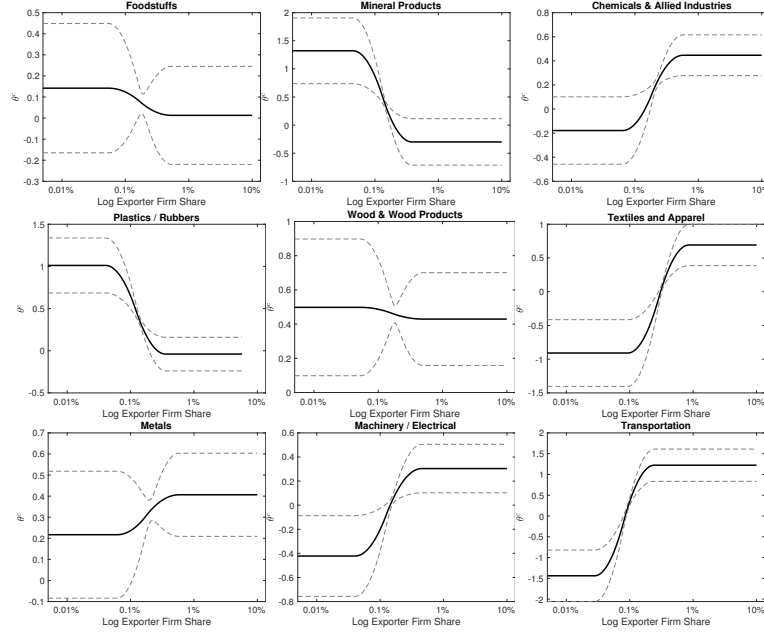 Foodstuffs
0.5
0.4
0.3
0.2
0.1
0
-0.1
-0.2
-0.3
θc
0.01% 0.1% 1% 10%
Log Exporter Firm Share
Mineral Products
2
1.5
1
0.5
0
-0.5
-1
θc
0.01% 0.1% 1% 10%
Log Exporter Firm Share
Chemicals & Allied Industries
0.8
0.6
0.4
0.2
0
-0.2
-0.4
-0.6
θc
0.01% 0.1% 1% 10%
Log Exporter Firm Share
Plastics / Rubbers
1.5
1
0.5
0
-0.5
θc
0.01% 0.1% 1% 10%
Log Exporter Firm Share
Wood & Wood Products
1
0.8
0.6
0.4
0.2
0
θc
0.01% 0.1% 1% 10%
Log Exporter Firm Share
Textiles and Apparel
1
0.5
0
-0.5
-1
-1.5
θc
0.01% 0.1% 1% 10%
Log Exporter Firm Share
Metals
0.7
0.6
0.5
0.4
0.3
0.2
0.1
0
-0.1
θc
0.01% 0.1% 1% 10%
Log Exporter Firm Share
Machinery / Electrical
0.6
0.4
0.2
0
-0.2
-0.4
-0.6
-0.8
θc
0.01% 0.1% 1% 10%
Log Exporter Firm Share
Transportation
2
1.5
1
0.5
0
-0.5
-1
-1.5
-2
θc
0.01% 0.1% 1% 10%
Log Exporter Firm Share